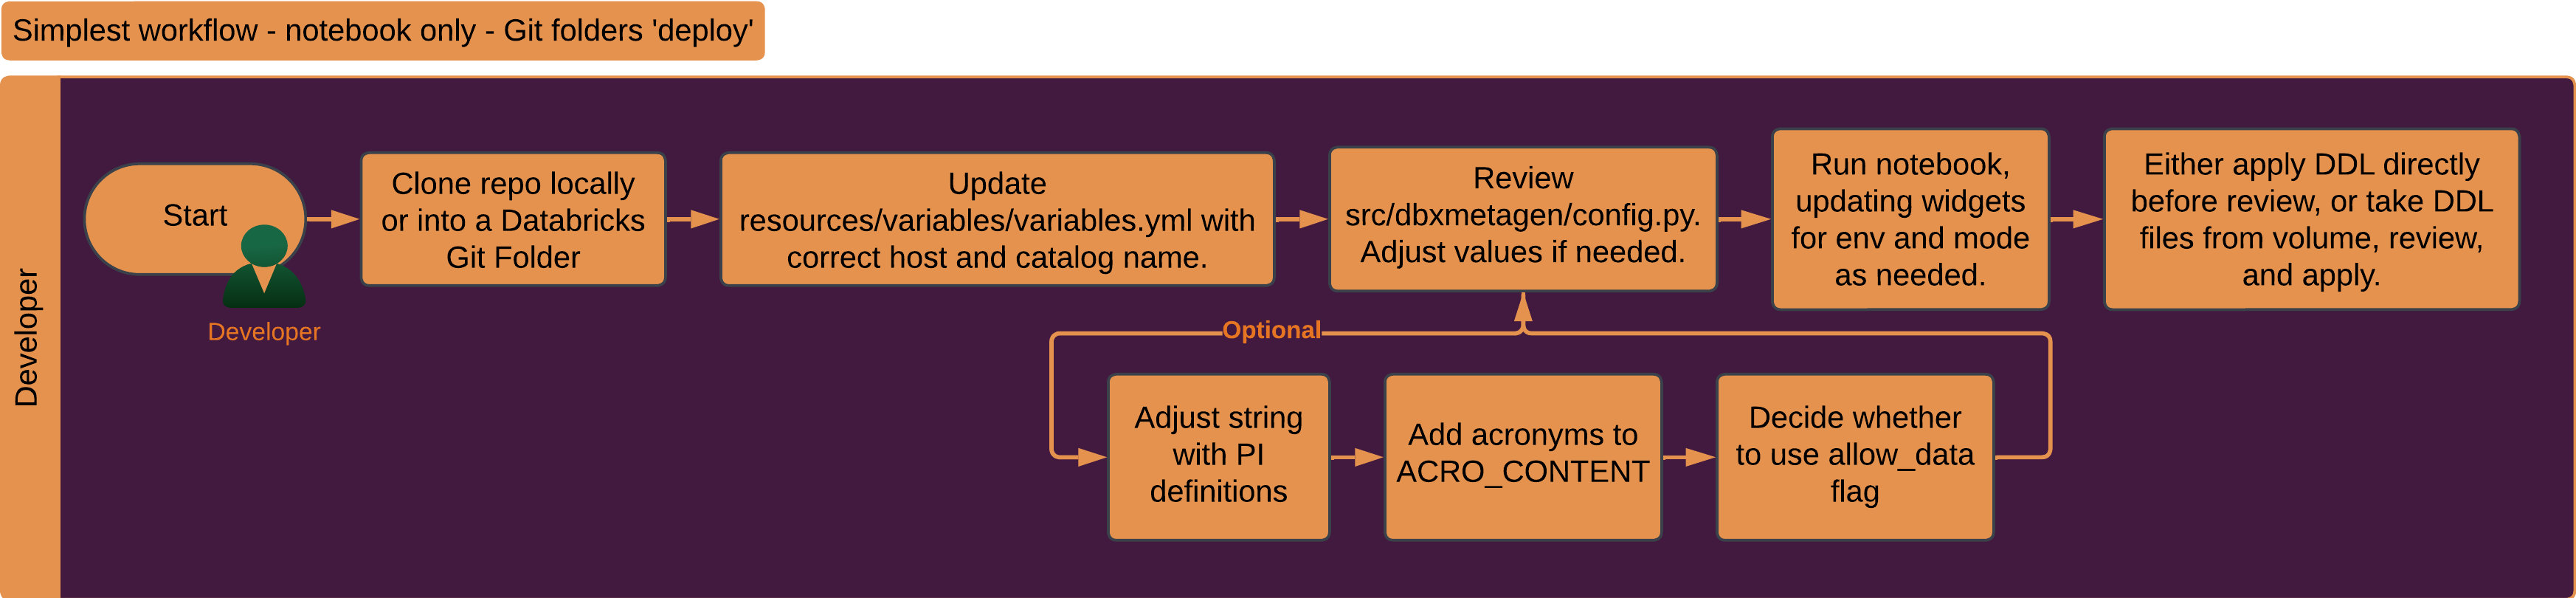 Simplest workflow - notebook only - Git folders 'deploy'
Developer
Start
Developer
Clone repo locally
or into a Databricks
Git Folder
Update
resources/variables/variables.yml with
correct host and catalog name.
Review
src/dbxmetagen/config.py.
Adjust values if needed.
Run notebook,
updating widgets
for env and mode
as needed.
Either apply DDL directly
before review, or take DDL
files from volume, review,
and apply.
Optional
Adjust string
with PI
definitions
Add acronyms to
ACRO_CONTENT
Decide whether
to use allow_data
flag